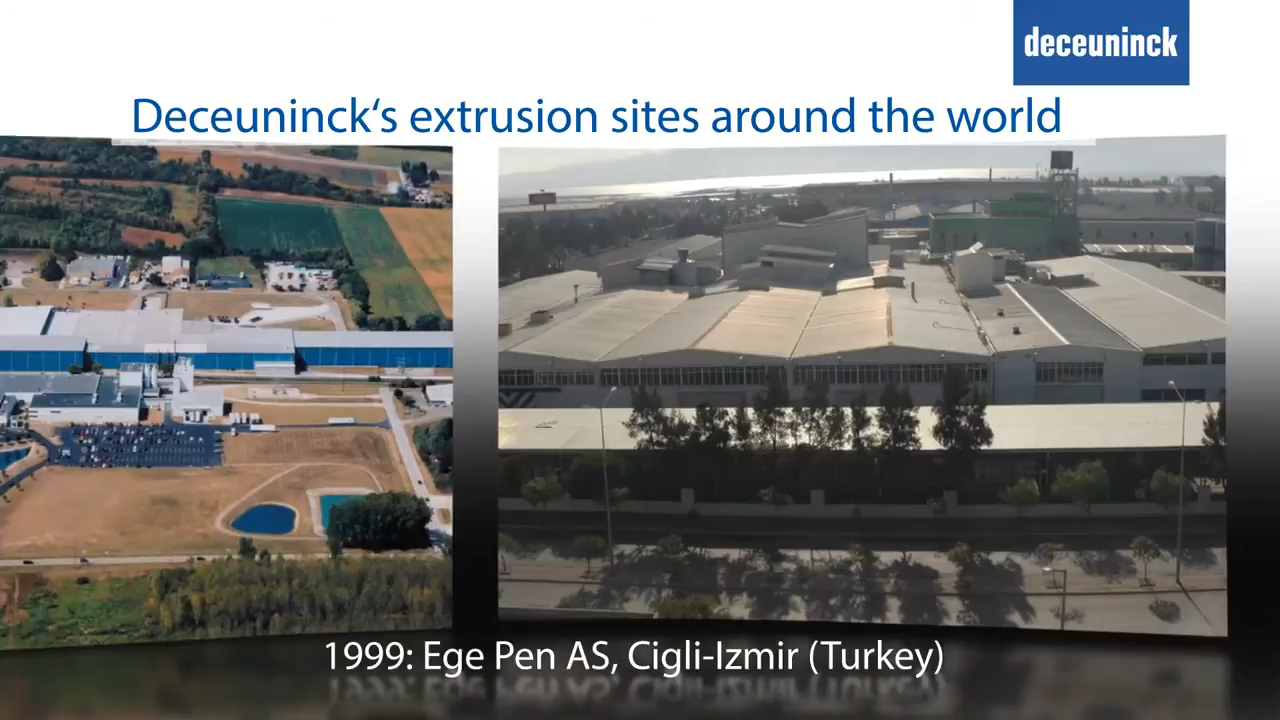 deceuninck
Deceuninck‘s extrusion sites around the world
1999: Ege Pen AS, Cigli-Izmir (Turkey)